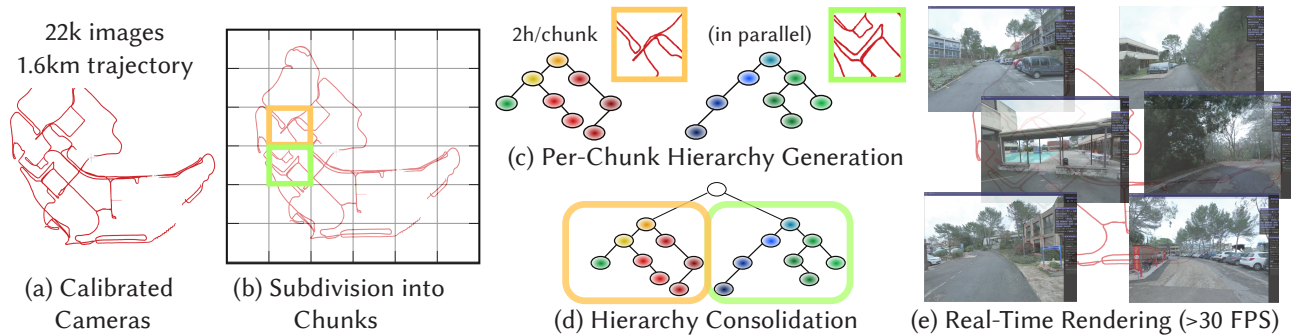 22k images
1.6km trajectory
(a) Calibrated
Cameras
(b) Subdivision into
Chunks
2h/chunk
(in parallel)
(c) Per-Chunk Hierarchy Generation
(d) Hierarchy Consolidation
(e) Real-Time Rendering (>30 FPS)